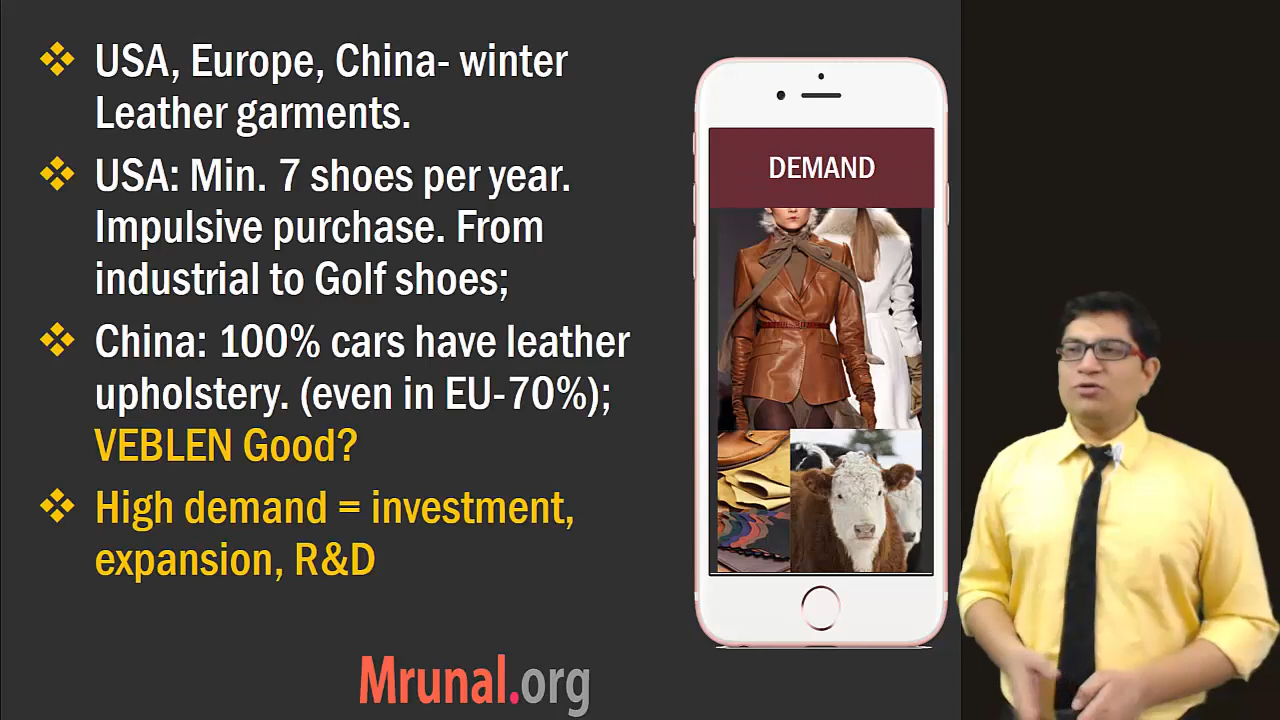 USA, Europe, China- winter
Leather garments.
USA: Min. 7 shoes per year.
Impulsive purchase. From
industrial to Golf shoes;
China: 100% cars have leather
upholstery. (even in EU-70%);
VEBLEN Good?
High demand = investment,
expansion, R&D
DEMAND
Mrunal.org